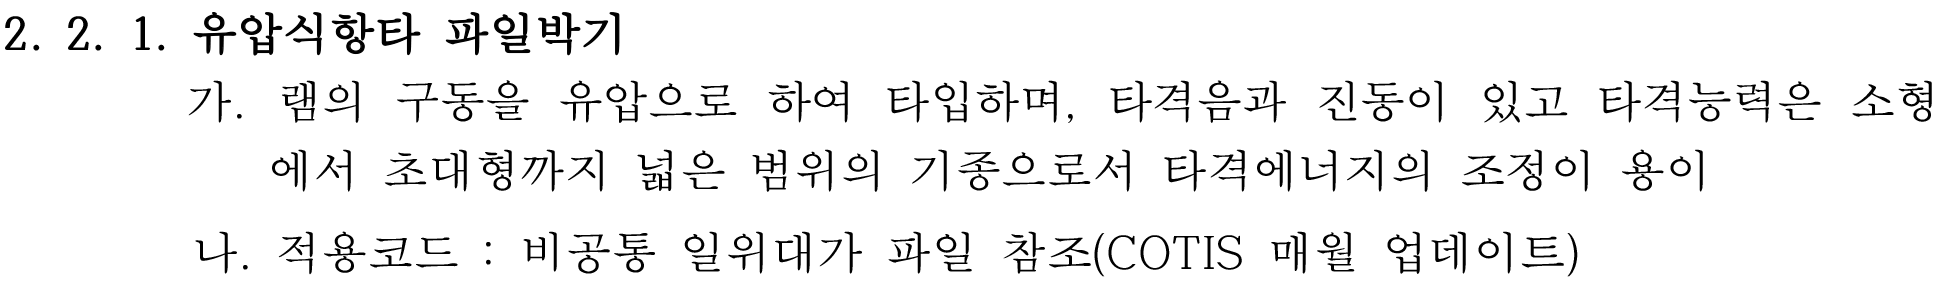 2. 2. 1. 유압식항타 파일박기
가. 램의 구동을 유압으로 하여 타입하며, 타격음과 진동이 있고 타격능력은 소형
에서 초대형까지 넓은 범위의 기종으로서 타격에너지의 조정이 용이
나. 적용코드 : 비공통 일위대가 파일 참조(COTIS 매월 업데이트)